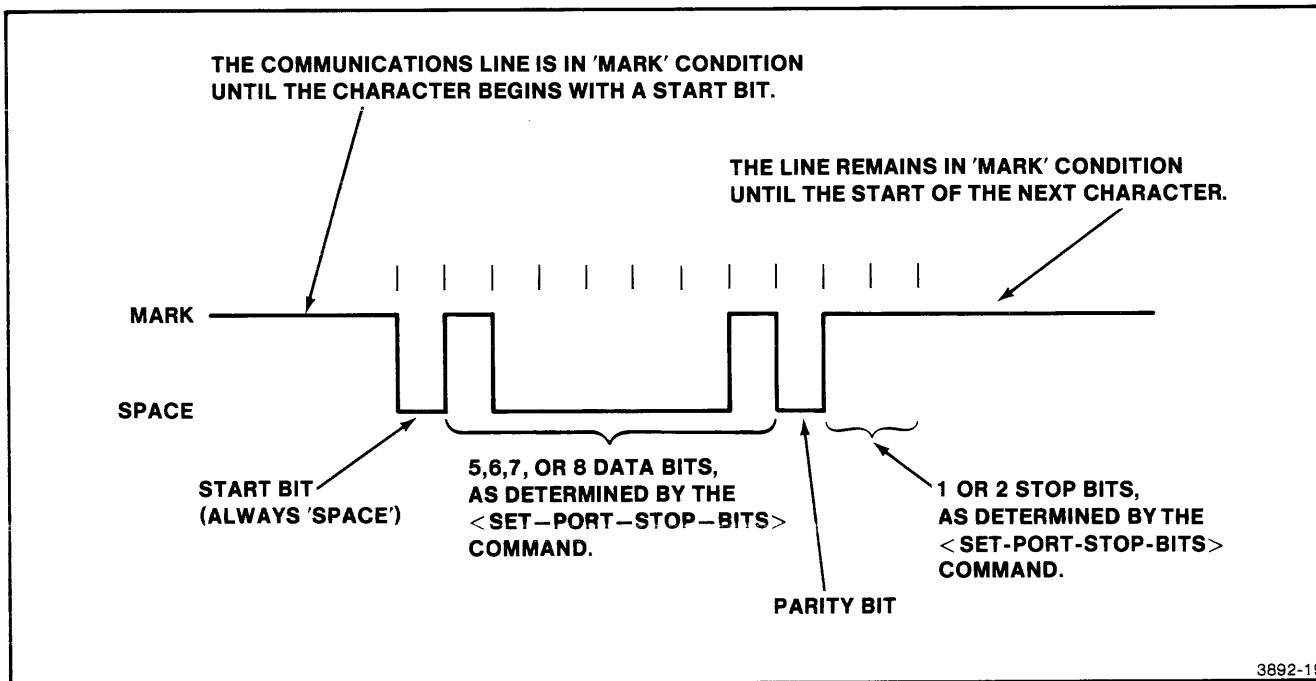 THE COMMUNICATIONS LINE IS IN 'MARK' CONDITION
UNTIL THE CHARACTER BEGINS WITH A START BIT.
THE LINE REMAINS IN 'MARK' CONDITION
UNTIL THE START OF THE NEXT CHARACTER.
MARK
SPACE
START BIT
(ALWAYS 'SPACE')
5,6,7, OR 8 DATA BITS,
AS DETERMINED BY THE
<SET—PORT—STOP—BITS>
COMMAND.
1 OR 2 STOP BITS,
AS DETERMINED BY THE
<SET-PORT-STOP-BITS>
COMMAND.
PARITY BIT